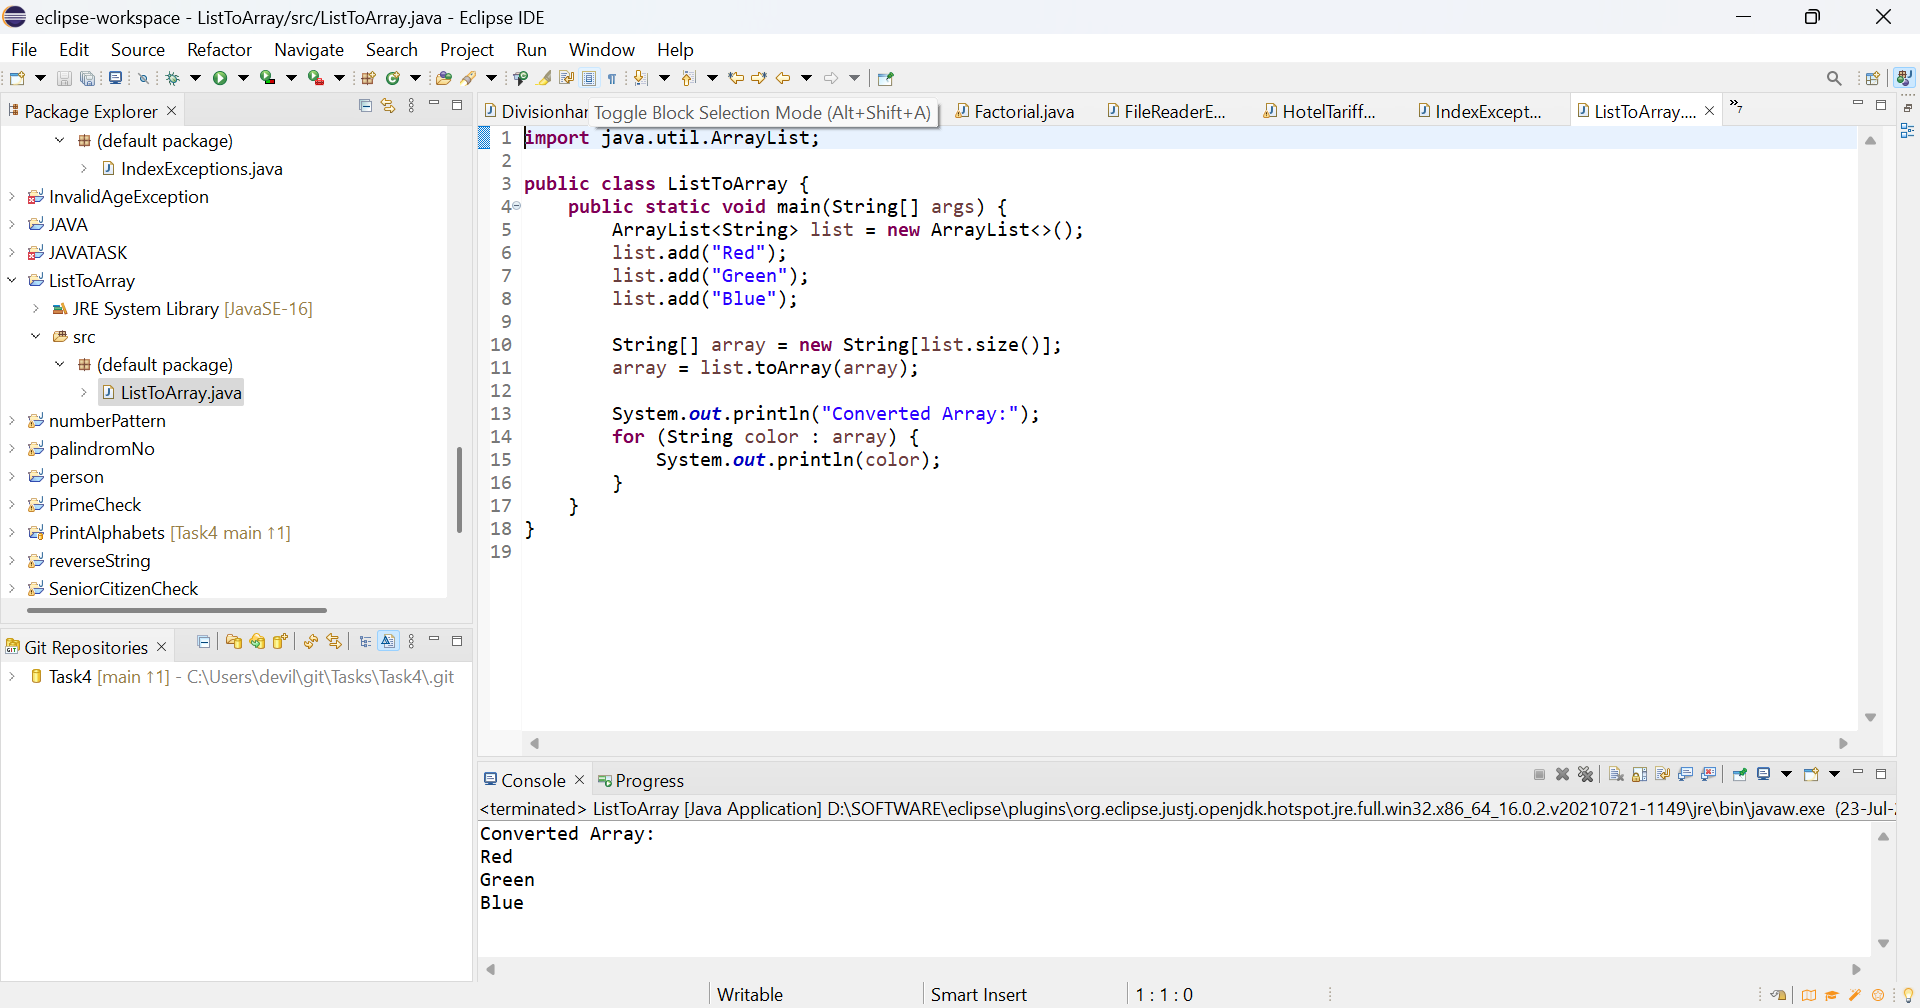 eclipse-workspace - ListToArray/src/ListToArray.java - Eclipse IDE
File Edit Source Refactor Navigate Search Project Run Window Help
Package Explorer
(default package)
IndexExceptions.java
InvalidAgeException
JAVA
JAVATASK
ListToArray
JRE System Library [JavaSE-16]
src
(default package)
ListToArray.java
numberPattern
palindromNo
person
PrimeCheck
PrintAlphabets [Task4 main ↑1]
reverseString
SeniorCitizenCheck
Git Repositories
Task4 [main ↑1] - C:\Users\devil\git\Tasks\Task4\.git
Divisionhar Toggle Block Selection Mode (Alt+Shift+A) Factorial.java FileReaderE... HotelTariff... IndexExcept... ListToArray.... »7
1 import java.util.ArrayList;
2
3 public class ListToArray {
4 public static void main(String[] args) {
5 ArrayList<String> list = new ArrayList<>();
6 list.add("Red");
7 list.add("Green");
8 list.add("Blue");
9
10 String[] array = new String[list.size()];
11 array = list.toArray(array);
12
13 System.out.println("Converted Array:");
14 for (String color : array) {
15 System.out.println(color);
16 }
17 }
18 }
19
Console Progress
<terminated> ListToArray [Java Application] D:\SOFTWARE\eclipse\plugins\org.eclipse.justj.openjdk.hotspot.jre.full.win32.x86_64_16.0.2.v20210721-1149\jre\bin\javaw.exe (23-Jul-
Converted Array:
Red
Green
Blue
Writable Smart Insert 1 : 1 : 0